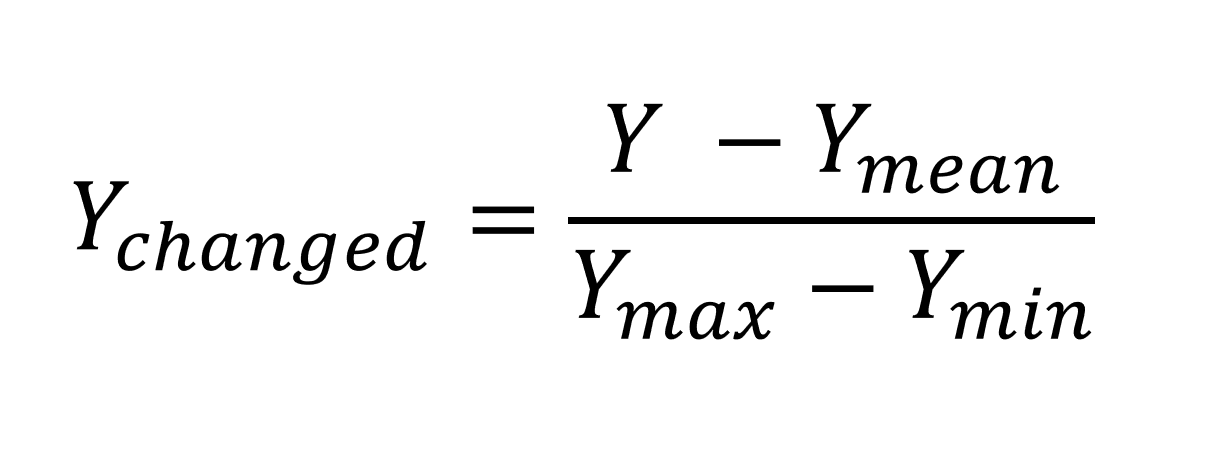 Y_changed = (Y − Y_mean) / (Y_max − Y_min)